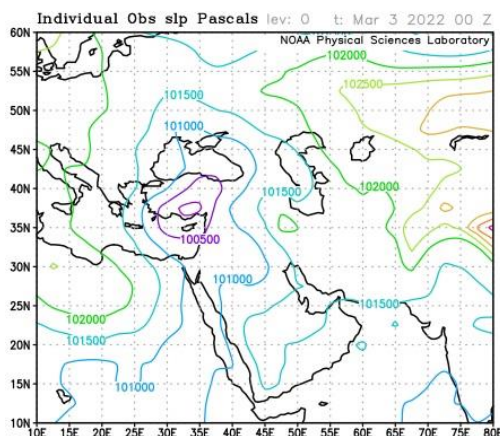 Individual Obs slp Pascals lev: 0 t: Mar 3 2022 00 Z
NOAA Physical Sciences Laboratory
60N
55N
50N
45N
40N
35N
30N
25N
20N
15N
10N
102000
102500
101500
101000
101500
102000
100500
101000
101500
102000
101500
101000
10E 15E 20E 25E 30E 35E 40E 45E 50E 55E 60E 65E 70E 75E 80E